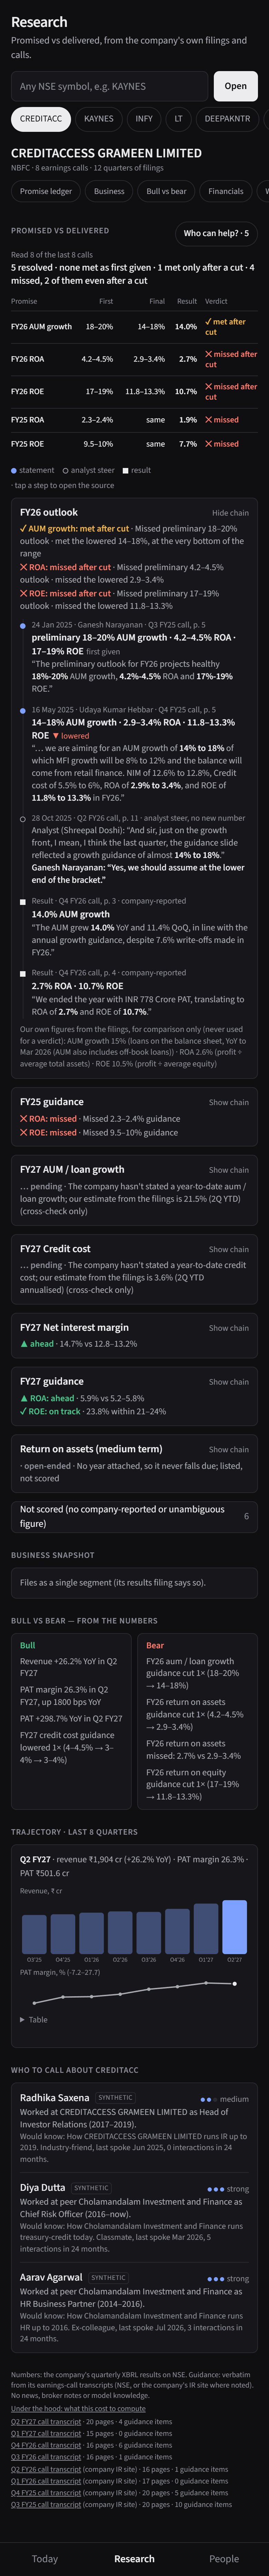 Research
Promised vs delivered, from the company's own filings and
calls.
Any NSE symbol, e.g. KAYNES
Open
CREDITACC KAYNES INFY LT DEEPAKNTR
CREDITACCESS GRAMEEN LIMITED
NBFC · 8 earnings calls · 12 quarters of filings
Promise ledger Business Bull vs bear Financials
PROMISED VS DELIVERED
Who can help? · 5
Read 8 of the last 8 calls
5 resolved · none met as first given · 1 met only after a cut · 4
missed, 2 of them even after a cut
Promise First Final Result Verdict
FY26 AUM growth 18–20% 14–18% 14.0% ✓ met after
cut
FY26 ROA 4.2–4.5% 2.9–3.4% 2.7% ✕ missed after
cut
FY26 ROE 17–19% 11.8–13.3% 10.7% ✕ missed after
cut
FY25 ROA 2.3–2.4% same 1.9% ✕ missed
FY25 ROE 9.5–10% same 7.7% ✕ missed
statement analyst steer result
· tap a step to open the source
FY26 outlook Hide chain
✓ AUM growth: met after cut · Missed preliminary 18–20%
outlook · met the lowered 14–18%, at the very bottom of the
range
✕ ROA: missed after cut · Missed preliminary 4.2–4.5%
outlook · missed the lowered 2.9–3.4%
✕ ROE: missed after cut · Missed preliminary 17–19%
outlook · missed the lowered 11.8–13.3%
24 Jan 2025 · Ganesh Narayanan · Q3 FY25 call, p. 5
preliminary 18–20% AUM growth · 4.2–4.5% ROA ·
17–19% ROE first given
“The preliminary outlook for FY26 projects healthy
18%-20% AUM growth, 4.2%-4.5% ROA and 17%-19%
ROE.”
16 May 2025 · Udaya Kumar Hebbar · Q4 FY25 call, p. 5
14–18% AUM growth · 2.9–3.4% ROA · 11.8–13.3%
ROE ▼ lowered
“… we are aiming for an AUM growth of 14% to 18% of
which MFI growth will be 8% to 12% and the balance will
come from retail finance. NIM of 12.6% to 12.8%, Credit
cost of 5.5% to 6%, ROA of 2.9% to 3.4%, and ROE of
11.8% to 13.3% in FY26.”
28 Oct 2025 · Q2 FY26 call, p. 11 · analyst steer, no new number
Analyst (Shreepal Doshi): “And sir, just on the growth
front, I mean, I think last quarter, the guidance slide
reflected a growth guidance of almost 14% to 18%.”
Ganesh Narayanan: “Yes, we should assume at the lower
end of the bracket.”
Result · Q4 FY26 call, p. 3 · company-reported
14.0% AUM growth
“The AUM grew 14.0% YoY and 11.4% QoQ, in line with the
annual growth guidance, despite 7.6% write-offs made in
FY26.”
Result · Q4 FY26 call, p. 4 · company-reported
2.7% ROA · 10.7% ROE
“We ended the year with INR 778 Crore PAT, translating to
ROA of 2.7% and ROE of 10.7%.”
Our own figures from the filings, for comparison only (never used
for a verdict): AUM growth 15% (loans on the balance sheet, YoY to
Mar 2026 (AUM also includes off-book loans)) · ROA 2.6% (profit ÷
average total assets) · ROE 10.5% (profit ÷ average equity)
FY25 guidance Show chain
✕ ROA: missed · Missed 2.3–2.4% guidance
✕ ROE: missed · Missed 9.5–10% guidance
FY27 AUM / loan growth Show chain
… pending · The company hasn't stated a year-to-date aum /
loan growth; our estimate from the filings is 21.5% (2Q YTD)
(cross-check only)
FY27 Credit cost Show chain
… pending · The company hasn't stated a year-to-date credit
cost; our estimate from the filings is 3.6% (2Q YTD
annualised) (cross-check only)
FY27 Net interest margin Show chain
▲ ahead · 14.7% vs 12.8–13.2%
FY27 guidance Show chain
▲ ROA: ahead · 5.9% vs 5.2–5.8%
✓ ROE: on track · 23.8% within 21–24%
Return on assets (medium term) Show chain
· open-ended · No year attached, so it never falls due; listed,
not scored
Not scored (no company-reported or unambiguous
figure) 6
BUSINESS SNAPSHOT
Files as a single segment (its results filing says so).
BULL VS BEAR — FROM THE NUMBERS
Bull
Revenue +26.2% YoY in Q2
FY27
PAT margin 26.3% in Q2
FY27, up 1800 bps YoY
PAT +298.7% YoY in Q2 FY27
FY27 credit cost guidance
lowered 1× (4–4.5% → 3–
4% → 3–4%)
Bear
FY26 aum / loan growth
guidance cut 1× (18–20%
→ 14–18%)
FY26 return on assets
guidance cut 1× (4.2–4.5%
→ 2.9–3.4%)
FY26 return on assets
missed: 2.7% vs 2.9–3.4%
FY26 return on equity
guidance cut 1× (17–19%
→ 11.8–13.3%)
TRAJECTORY · LAST 8 QUARTERS
Q2 FY27 · revenue ₹1,904 cr (+26.2% YoY) · PAT margin 26.3% ·
PAT ₹501.6 cr
Revenue, ₹ cr
Q3'25 Q4'25 Q1'26 Q2'26 Q3'26 Q4'26 Q1'27 Q2'27
PAT margin, % (-7.2–27.7)
▶ Table
WHO TO CALL ABOUT CREDITACC
Radhika Saxena SYNTHETIC medium
Worked at CREDITACCESS GRAMEEN LIMITED as Head of
Investor Relations (2017–2019).
Would know: How CREDITACCESS GRAMEEN LIMITED runs IR up to
2019. Industry-friend, last spoke Jun 2025, 0 interactions in 24
months.
Diya Dutta SYNTHETIC strong
Worked at peer Cholamandalam Investment and Finance as
Chief Risk Officer (2016–now).
Would know: How Cholamandalam Investment and Finance runs
treasury-credit today. Classmate, last spoke Mar 2026, 5
interactions in 24 months.
Aarav Agarwal SYNTHETIC strong
Worked at peer Cholamandalam Investment and Finance as
HR Business Partner (2014–2016).
Would know: How Cholamandalam Investment and Finance runs
HR up to 2016. Ex-colleague, last spoke Jul 2026, 3 interactions in
24 months.
Numbers: the company's quarterly XBRL results on NSE. Guidance: verbatim
from its earnings-call transcripts (NSE, or the company's IR site where noted).
No news, broker notes or model knowledge.
Under the hood: what this cost to compute
Q2 FY27 call transcript · 20 pages · 4 guidance items
Q1 FY27 call transcript · 15 pages · 0 guidance items
Q4 FY26 call transcript · 16 pages · 6 guidance items
Q3 FY26 call transcript · 16 pages · 1 guidance items
Q2 FY26 call transcript (company IR site) · 16 pages · 1 guidance items
Q1 FY26 call transcript (company IR site) · 17 pages · 0 guidance items
Q4 FY25 call transcript (company IR site) · 20 pages · 5 guidance items
Q3 FY25 call transcript (company IR site) · 20 pages · 10 guidance items
Today Research People